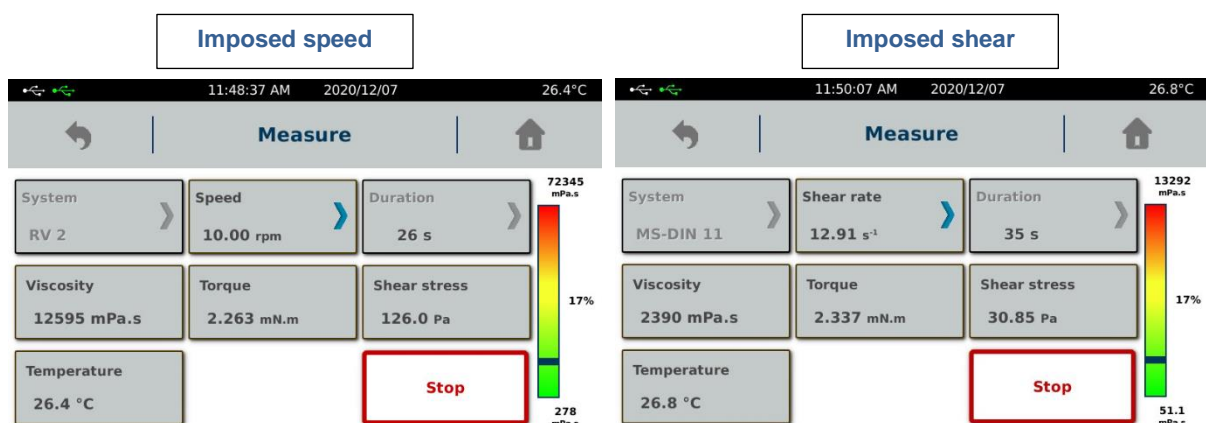 Imposed speed
11:48:37 AM 2020/12/07 26.4°C
Measure
System
RV 2
Speed
10.00 rpm
Duration
26 s
72345
mPa.s
Viscosity
12595 mPa.s
Torque
2.263 mN.m
Shear stress
126.0 Pa
17%
Temperature
26.4 °C
Stop
278
mPa.s
Imposed shear
11:50:07 AM 2020/12/07 26.8°C
Measure
System
MS-DIN 11
Shear rate
12.91 s⁻¹
Duration
35 s
13292
mPa.s
Viscosity
2390 mPa.s
Torque
2.337 mN.m
Shear stress
30.85 Pa
17%
Temperature
26.8 °C
Stop
51.1
mPa.s